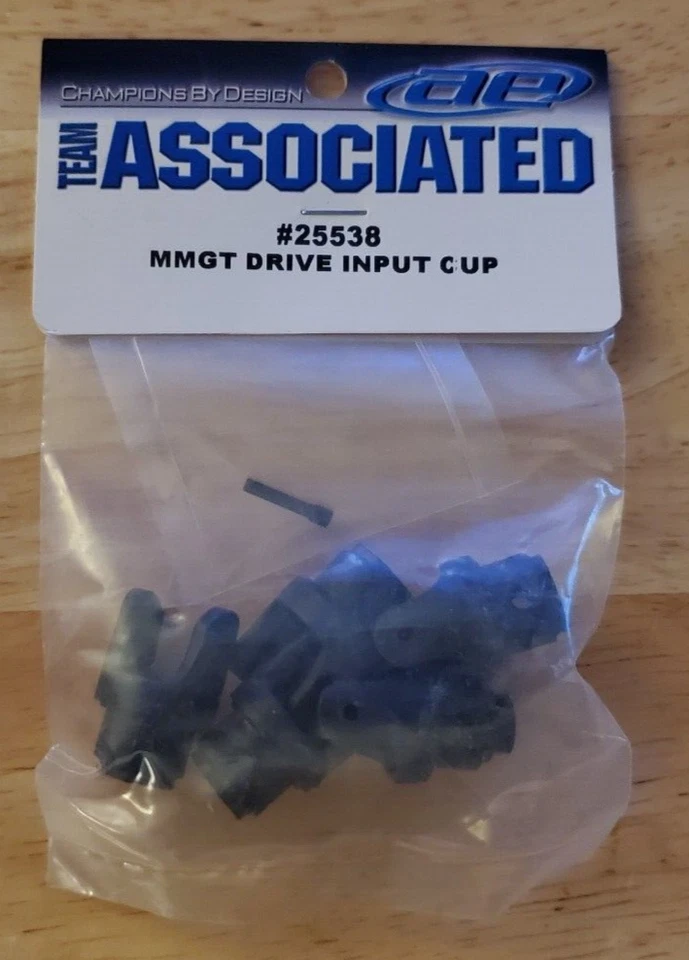 CHAMPIONS BY DESIGN
ae
TEAM ASSOCIATED
#25538
MMGT DRIVE INPUT CUP